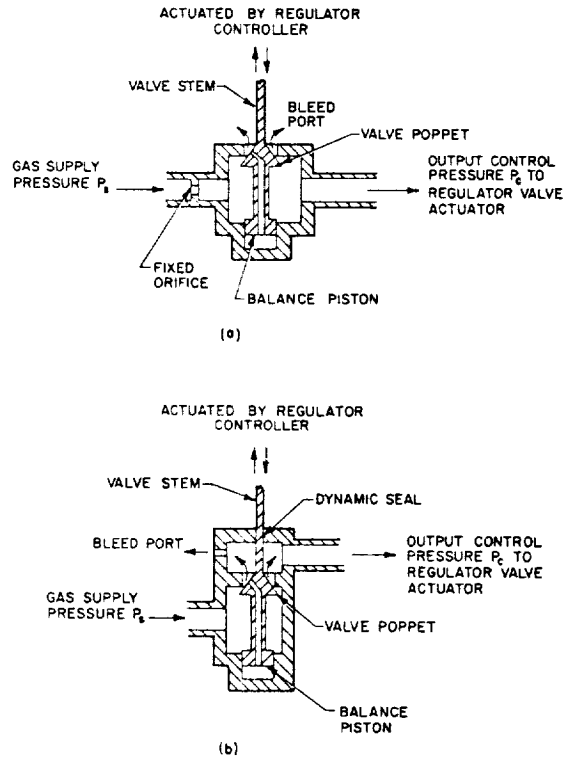 ACTUATED BY REGULATOR
CONTROLLER
VALVE STEM
BLEED
PORT
VALVE POPPET
GAS SUPPLY
PRESSURE Ps
OUTPUT CONTROL
PRESSURE Pc TO
REGULATOR VALVE
ACTUATOR
FIXED
ORIFICE
BALANCE PISTON
(a)
ACTUATED BY REGULATOR
CONTROLLER
VALVE STEM
DYNAMIC SEAL
BLEED PORT
OUTPUT CONTROL
PRESSURE Pc TO
REGULATOR VALVE
ACTUATOR
GAS SUPPLY
PRESSURE Ps
VALVE POPPET
BALANCE
PISTON
(b)